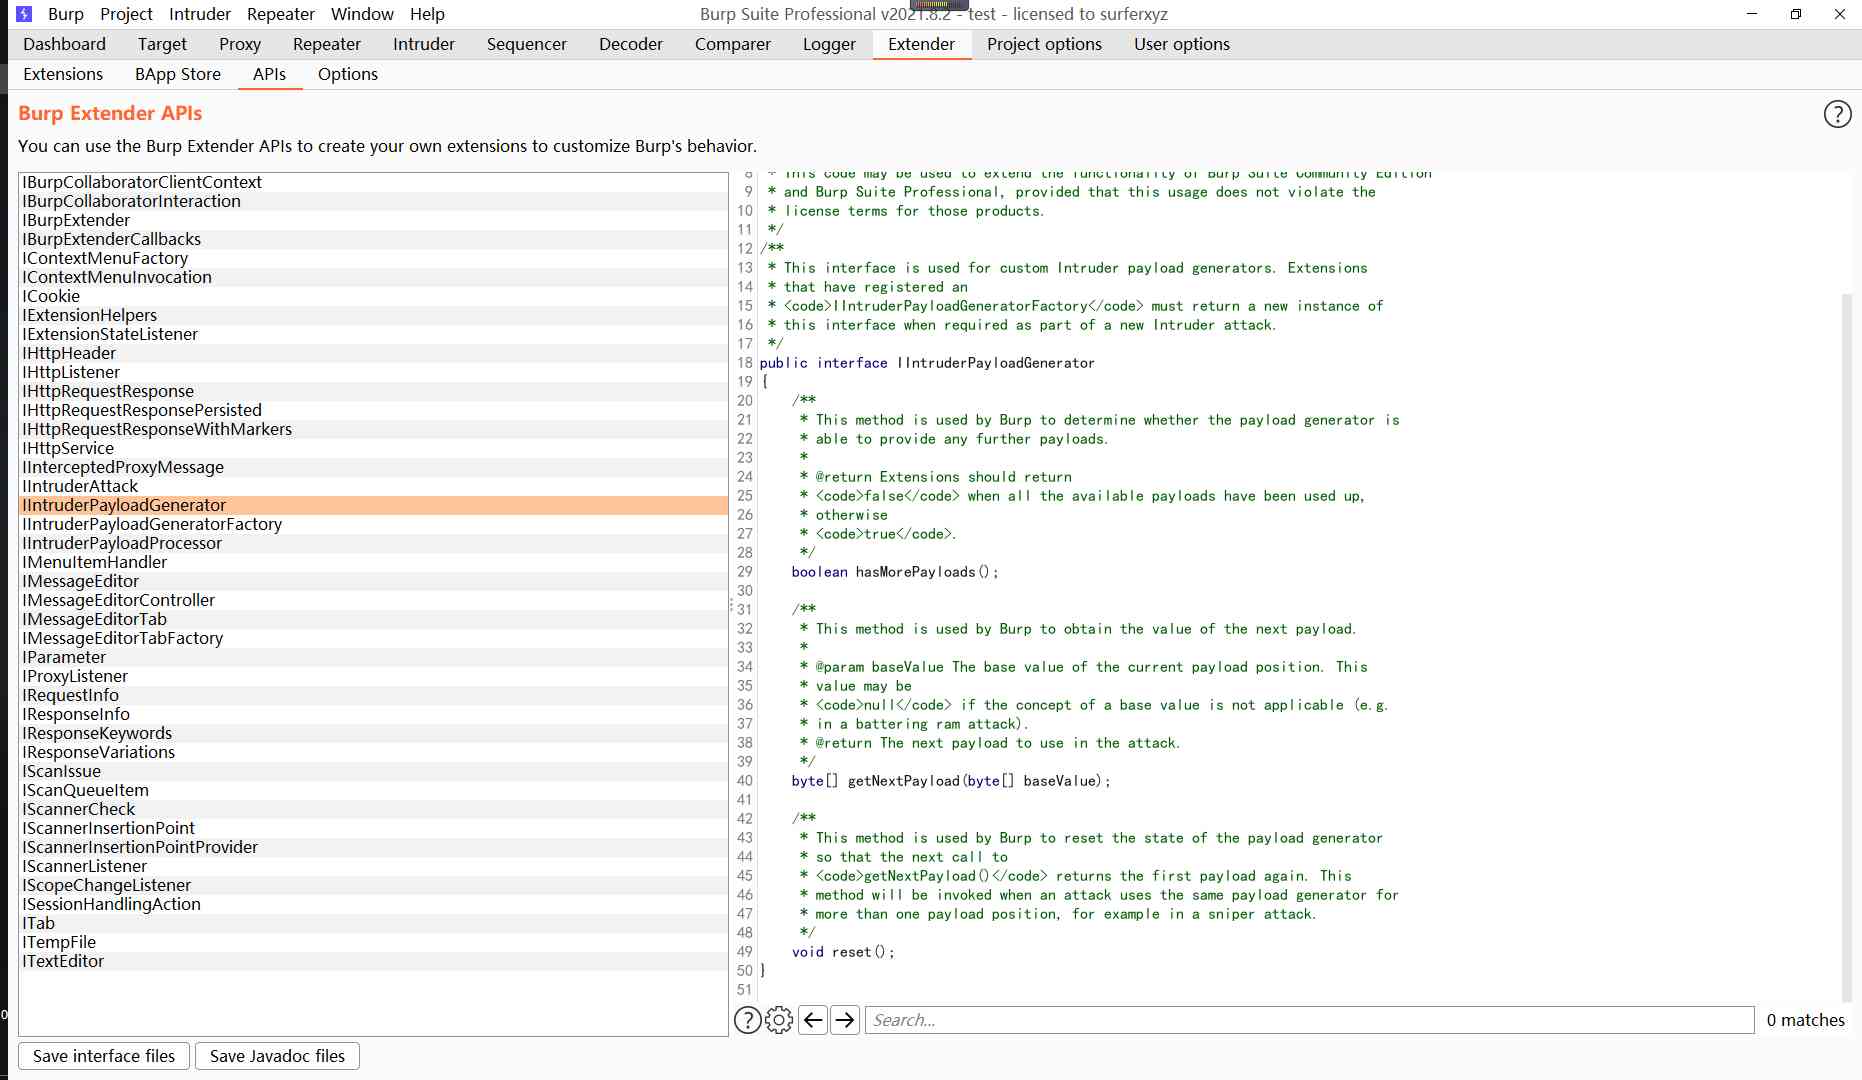 Burp Project Intruder Repeater Window Help
Burp Suite Professional v2021.8.2 - test - licensed to surferxyz
Dashboard Target Proxy Repeater Intruder Sequencer Decoder Comparer Logger Extender Project options User options
Extensions BApp Store APIs Options
Burp Extender APIs
?
You can use the Burp Extender APIs to create your own extensions to customize Burp's behavior.
IBurpCollaboratorClientContext
IBurpCollaboratorInteraction
IBurpExtender
IBurpExtenderCallbacks
IContextMenuFactory
IContextMenuInvocation
ICookie
IExtensionHelpers
IExtensionStateListener
IHttpHeader
IHttpListener
IHttpRequestResponse
IHttpRequestResponsePersisted
IHttpRequestResponseWithMarkers
IHttpService
IInterceptedProxyMessage
IIntruderAttack
IIntruderPayloadGenerator
IIntruderPayloadGeneratorFactory
IIntruderPayloadProcessor
IMenuItemHandler
IMessageEditor
IMessageEditorController
IMessageEditorTab
IMessageEditorTabFactory
IParameter
IProxyListener
IRequestInfo
IResponseInfo
IResponseKeywords
IResponseVariations
IScanIssue
IScanQueueItem
IScannerCheck
IScannerInsertionPoint
IScannerInsertionPointProvider
IScannerListener
IScopeChangeListener
ISessionHandlingAction
ITab
ITempFile
ITextEditor
8 * This code may be used to extend the functionality of Burp Suite Community Edition
9 * and Burp Suite Professional, provided that this usage does not violate the
10 * license terms for those products.
11 */
12 /**
13 * This interface is used for custom Intruder payload generators. Extensions
14 * that have registered an
15 * <code>IIntruderPayloadGeneratorFactory</code> must return a new instance of
16 * this interface when required as part of a new Intruder attack.
17 */
18 public interface IIntruderPayloadGenerator
19 {
20 /**
21 * This method is used by Burp to determine whether the payload generator is
22 * able to provide any further payloads.
23 *
24 * @return Extensions should return
25 * <code>false</code> when all the available payloads have been used up,
26 * otherwise
27 * <code>true</code>.
28 */
29 boolean hasMorePayloads();
30
31 /**
32 * This method is used by Burp to obtain the value of the next payload.
33 *
34 * @param baseValue The base value of the current payload position. This
35 * value may be
36 * <code>null</code> if the concept of a base value is not applicable (e.g.
37 * in a battering ram attack).
38 * @return The next payload to use in the attack.
39 */
40 byte[] getNextPayload(byte[] baseValue);
41
42 /**
43 * This method is used by Burp to reset the state of the payload generator
44 * so that the next call to
45 * <code>getNextPayload()</code> returns the first payload again. This
46 * method will be invoked when an attack uses the same payload generator for
47 * more than one payload position, for example in a sniper attack.
48 */
49 void reset();
50 }
51
? Search... 0 matches
Save interface files Save Javadoc files